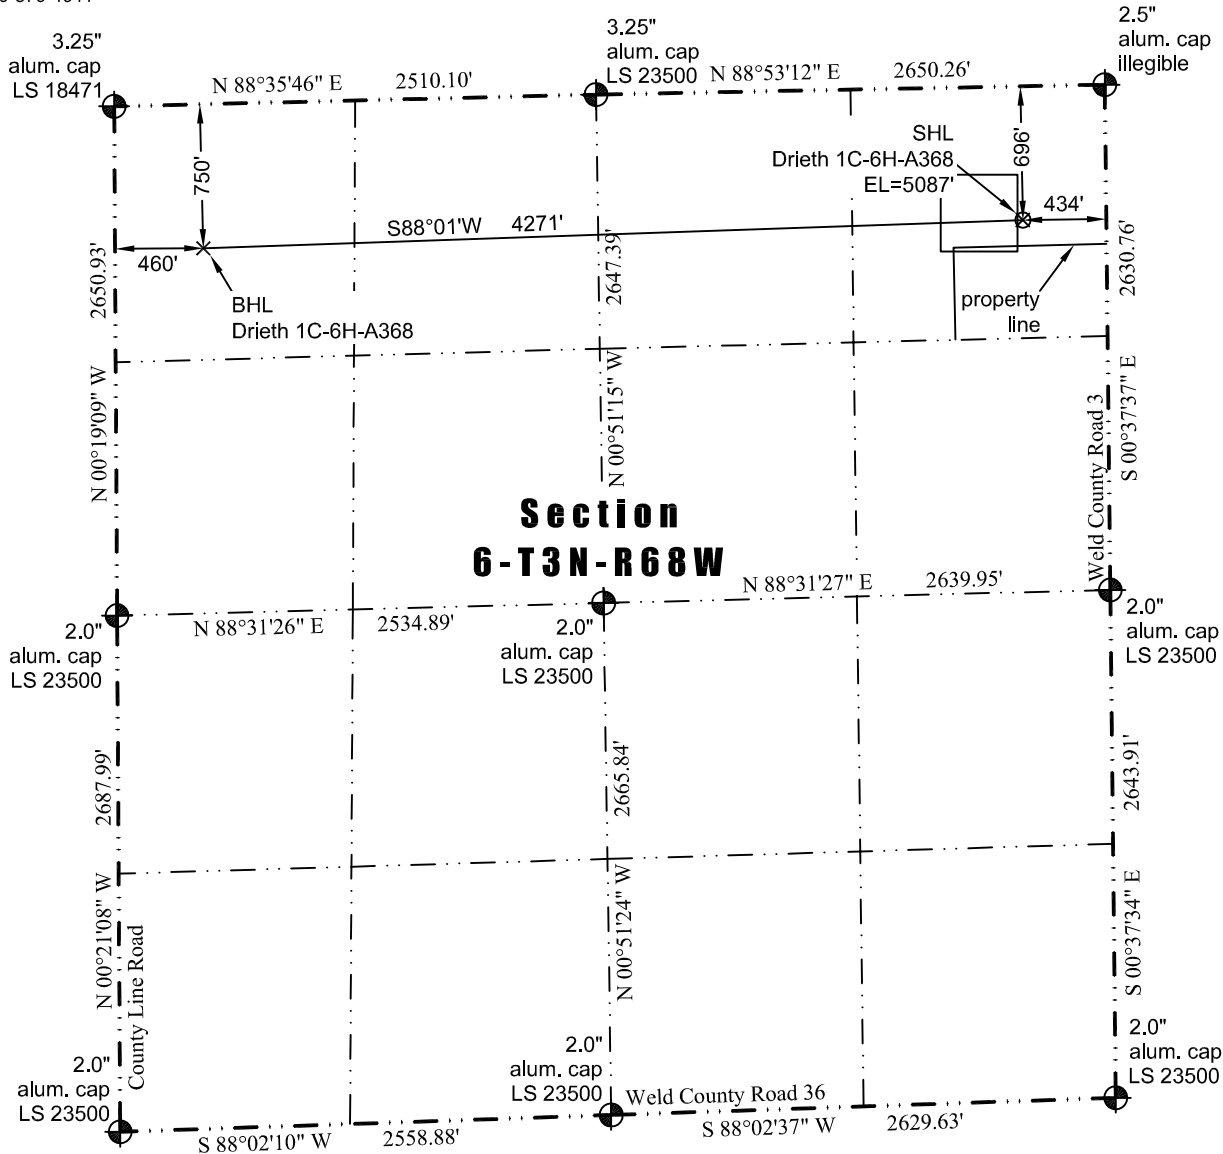 3.25"
alum. cap
LS 18471
N 88°35'46" E
2510.10'
3.25"
alum. cap
LS 23500
N 88°53'12" E
2650.26'
2.5"
alum. cap
illegible
750'
SHL
Drieth 1C-6H-A368
EL=5087'
696'
434'
S88°01'W 4271'
460'
BHL
Drieth 1C-6H-A368
property
line
2650.93'
2647.39'
2630.76'
N 00°19'09" W
N 00°51'15" W
S 00°37'37" E
Weld County Road 3
Section
6-T3N-R68W
N 88°31'26" E
2534.89'
N 88°31'27" E
2639.95'
2.0"
alum. cap
LS 23500
2.0"
alum. cap
LS 23500
2.0"
alum. cap
LS 23500
2687.99'
2665.84'
2643.91'
N 00°21'08" W
County Line Road
N 00°51'24" W
S 00°37'34" E
2.0"
alum. cap
LS 23500
2.0"
alum. cap
LS 23500
2.0"
alum. cap
LS 23500
Weld County Road 36
S 88°02'10" W
2558.88'
S 88°02'37" W
2629.63'